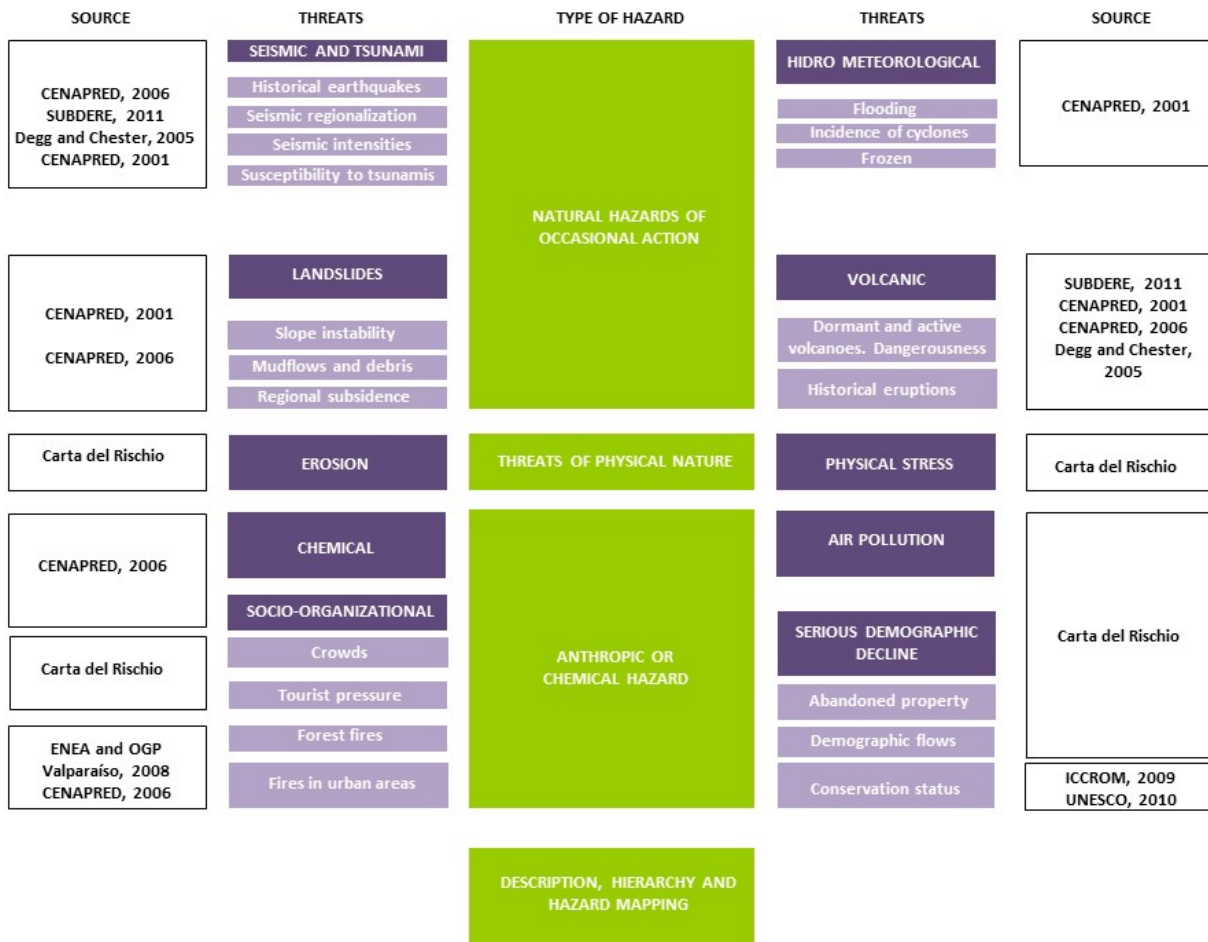 SOURCE
THREATS
TYPE OF HAZARD
THREATS
SOURCE
CENAPRED, 2006
SUBDERE, 2011
Degg and Chester, 2005
CENAPRED, 2001
SEISMIC AND TSUNAMI
Historical earthquakes
Seismic regionalization
Seismic intensities
Susceptibility to tsunamis
NATURAL HAZARDS OF
OCCASIONAL ACTION
HIDRO METEOROLOGICAL
Flooding
Incidence of cyclones
Frozen
CENAPRED, 2001
CENAPRED, 2001
CENAPRED, 2006
LANDSLIDES
Slope instability
Mudflows and debris
Regional subsidence
VOLCANIC
Dormant and active
volcanoes. Dangerousness
Historical eruptions
SUBDERE, 2011
CENAPRED, 2001
CENAPRED, 2006
Degg and Chester,
2005
Carta del Rischio
EROSION
THREATS OF PHYSICAL NATURE
PHYSICAL STRESS
Carta del Rischio
CENAPRED, 2006
CHEMICAL
SOCIO-ORGANIZATIONAL
Carta del Rischio
Crowds
Tourist pressure
ENEA and OGP
Valparaíso, 2008
CENAPRED, 2006
Forest fires
Fires in urban areas
ANTHROPIC OR
CHEMICAL HAZARD
AIR POLLUTION
SERIOUS DEMOGRAPHIC
DECLINE
Abandoned property
Demographic flows
Conservation status
Carta del Rischio
ICCROM, 2009
UNESCO, 2010
DESCRIPTION, HIERARCHY AND
HAZARD MAPPING